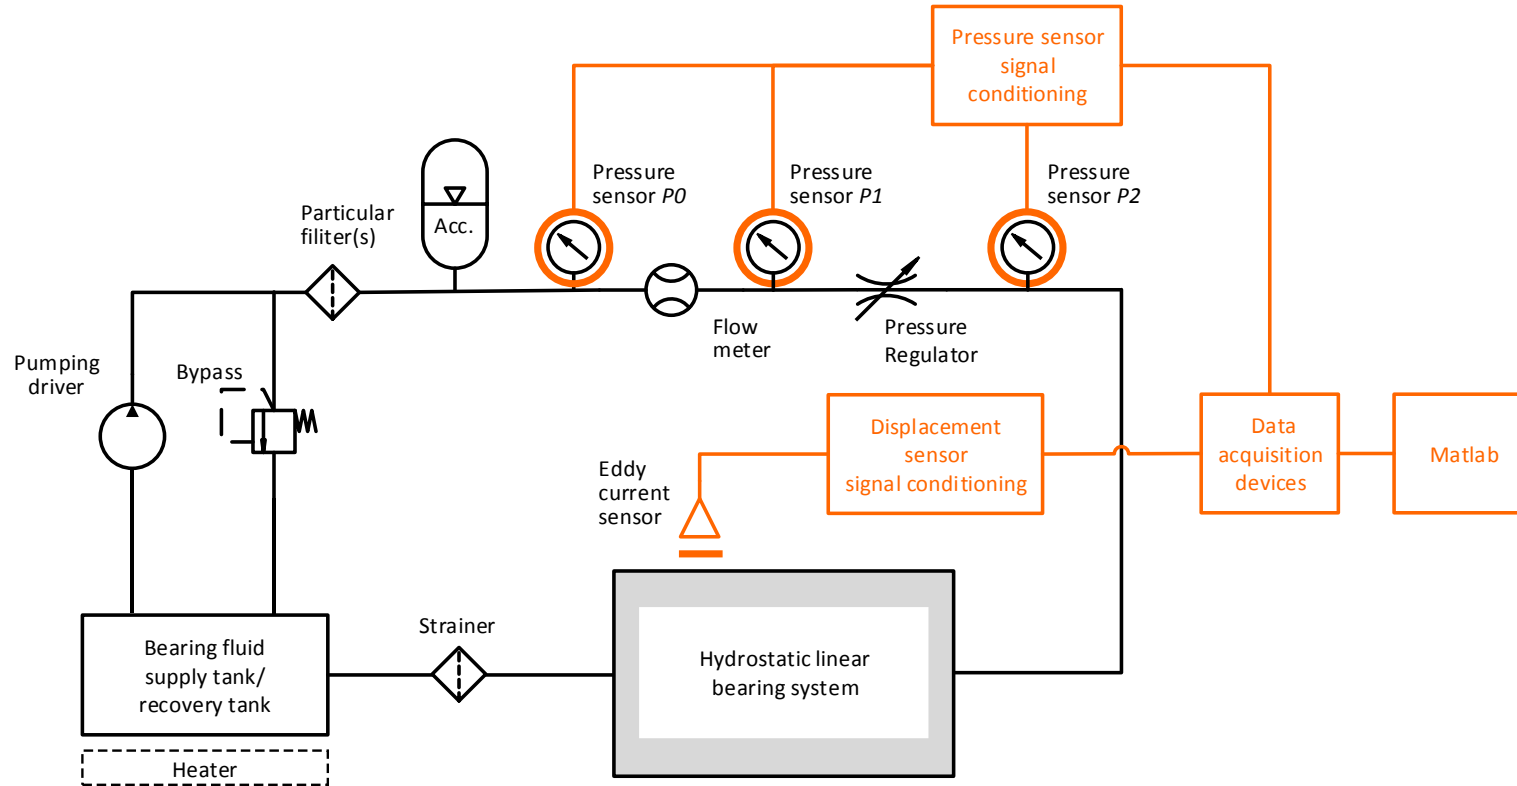 Pressure sensor
signal
conditioning
Pressure
sensor P0
Pressure
sensor P1
Pressure
sensor P2
Particular
filiter(s)
Acc.
Flow
meter
Pressure
Regulator
Pumping
driver
Bypass
Displacement
sensor
signal conditioning
Data
acquisition
devices
Matlab
Eddy
current
sensor
Strainer
Bearing fluid
supply tank/
recovery tank
Hydrostatic linear
bearing system
Heater